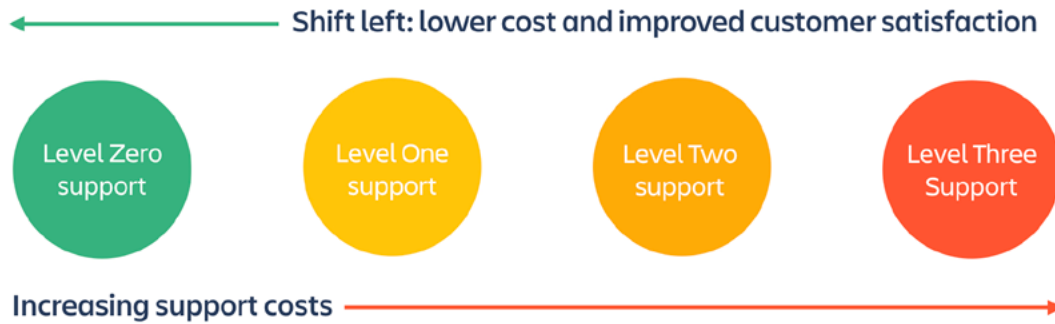 Shift left: lower cost and improved customer satisfaction
Level Zero
support
Level One
support
Level Two
support
Level Three
Support
Increasing support costs